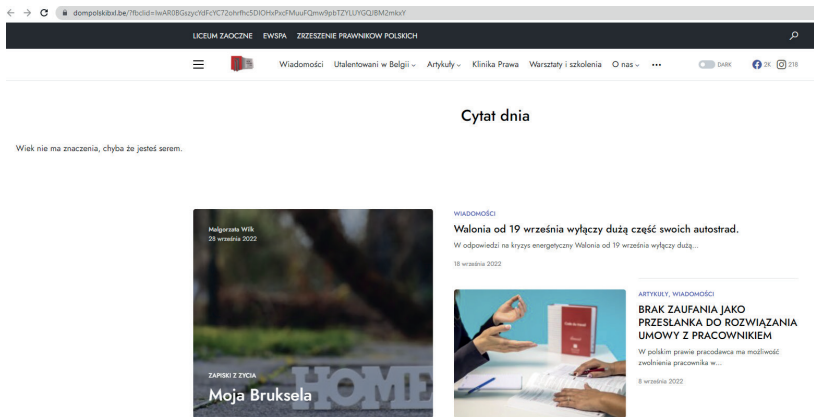 dompolskibxl.be/?fbclid=IwAR0BGszycYdFcYC72ohrfhc5DIOHxPxcFMuuFQmw9pbTZYLUYGQJBM2mkxY
LICEUM ZAOCZNE EWSPA ZRZESZENIE PRAWNIKOW POLSKICH
Wiadomości Utalentowani w Belgii Artykuły Klinika Prawa Warsztaty i szkolenia O nas ••• DARK 2K 218
Cytat dnia
Wiek nie ma znaczenia, chyba że jesteś serem.
Małgorzata Wilk
28 września 2022
ZAPISKI Z ŻYCIA
Moja Bruksela
HOME
WIADOMOŚCI
Walonia od 19 września wyłączy dużą część swoich autostrad.
W odpowiedzi na kryzys energetyczny Walonia od 19 września wyłączy dużą...
18 września 2022
ARTYKUŁY, WIADOMOŚCI
BRAK ZAUFANIA JAKO
PRZESŁANKA DO ROZWIĄZANIA
UMOWY Z PRACOWNIKIEM
W polskim prawie pracodawca ma możliwość
zwolnienia pracownika w...
8 września 2022